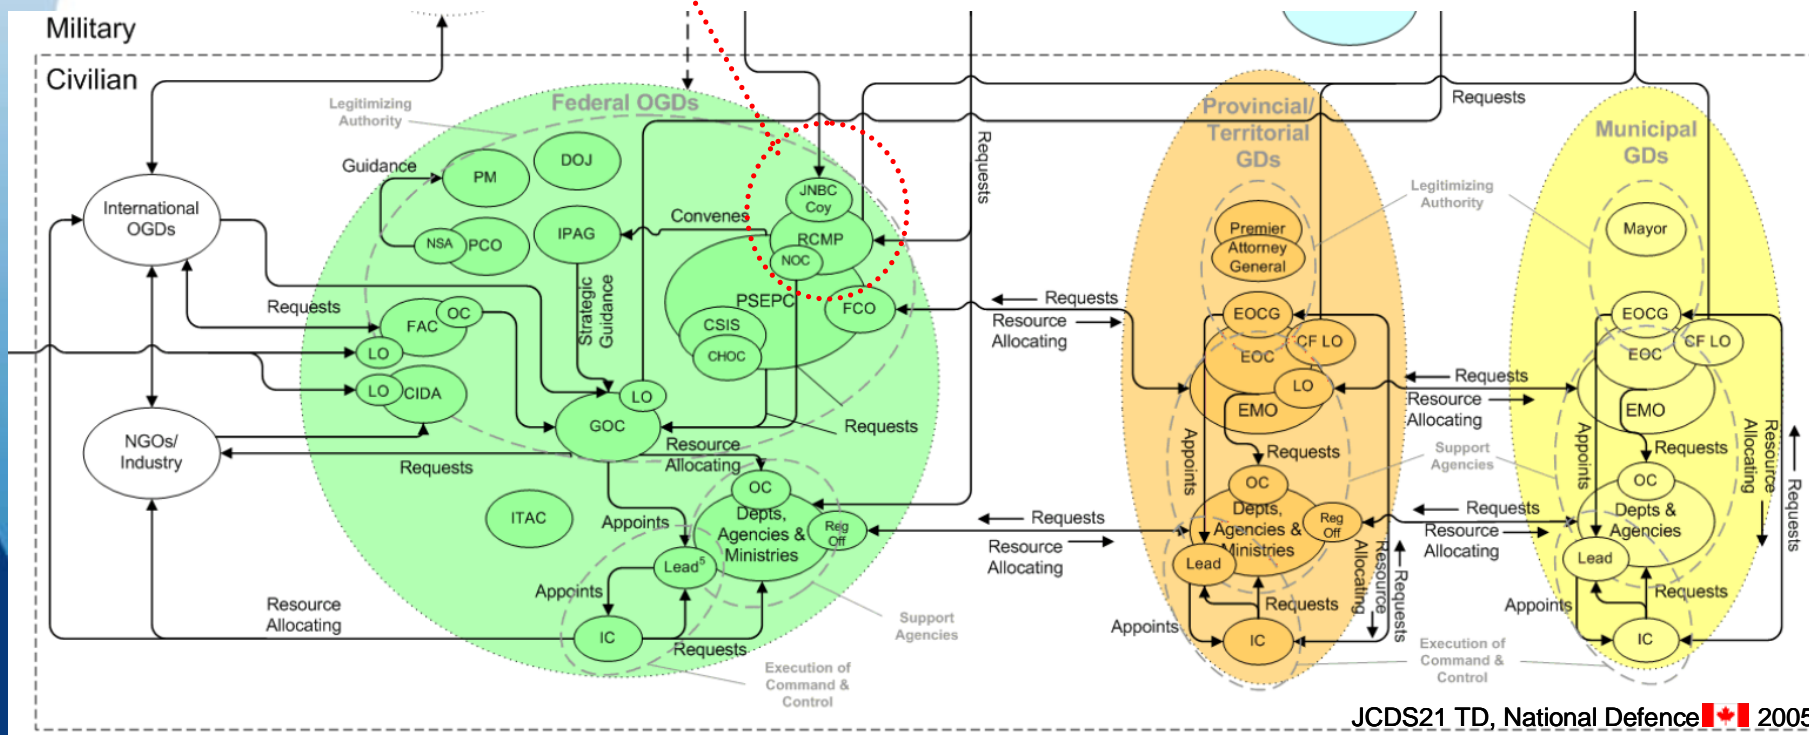 Military
Civilian
Legitimizing
Authority
Federal OGDs
Guidance
PM
DOJ
NSA
PCO
IPAG
Convenes
JNBC
Coy
RCMP
NOC
PSEPC
FCO
CSIS
CHOC
Strategic
Guidance
International
OGDs
Requests
FAC
OC
LO
LO
CIDA
LO
GOC
Requests
Resource
Allocating
NGOs/
Industry
Requests
ITAC
Appoints
OC
Depts,
Agencies &
Ministries
Reg
Off
Lead5
Appoints
IC
Requests
Resource
Allocating
Support
Agencies
Execution of
Command &
Control
Requests
Requests
Requests
Resource
Allocating
Requests
Resource
Allocating
Provincial/
Territorial
GDs
Premier
Attorney
General
EOCG
EOC
CF LO
LO
EMO
Appoints
Requests
OC
Depts,
Agencies &
Ministries
Reg
Off
Lead
Requests
Appoints
IC
Resource
Allocating
Requests
Legitimizing
Authority
Requests
Resource
Allocating
Support
Agencies
Requests
Resource
Allocating
Execution of
Command &
Control
Municipal
GDs
Mayor
EOCG
EOC
CF LO
EMO
Appoints
Requests
OC
Depts &
Agencies
Lead
Requests
Appoints
IC
Resource
Allocating
Requests
JCDS21 TD, National Defence 2005